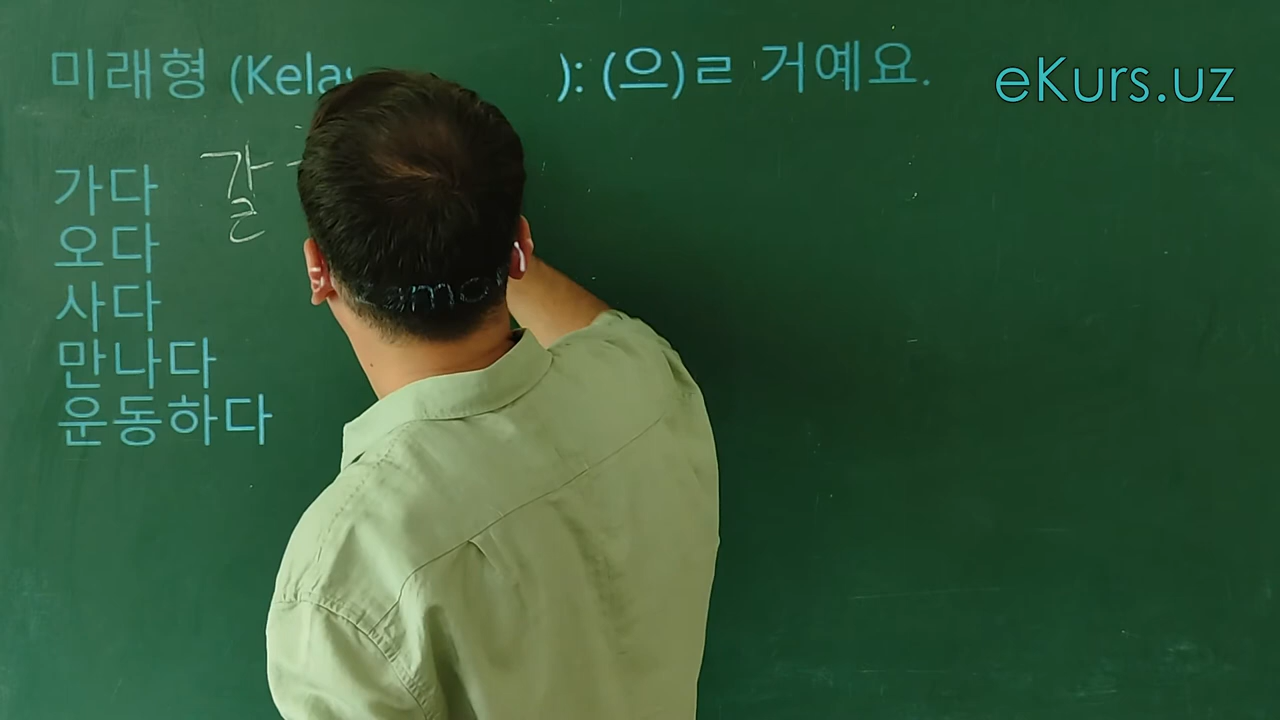 미래형 (Kelas ): (으)ㄹ 거예요.
eKurs.uz
가다 갈
오다
사다
만나다
운동하다